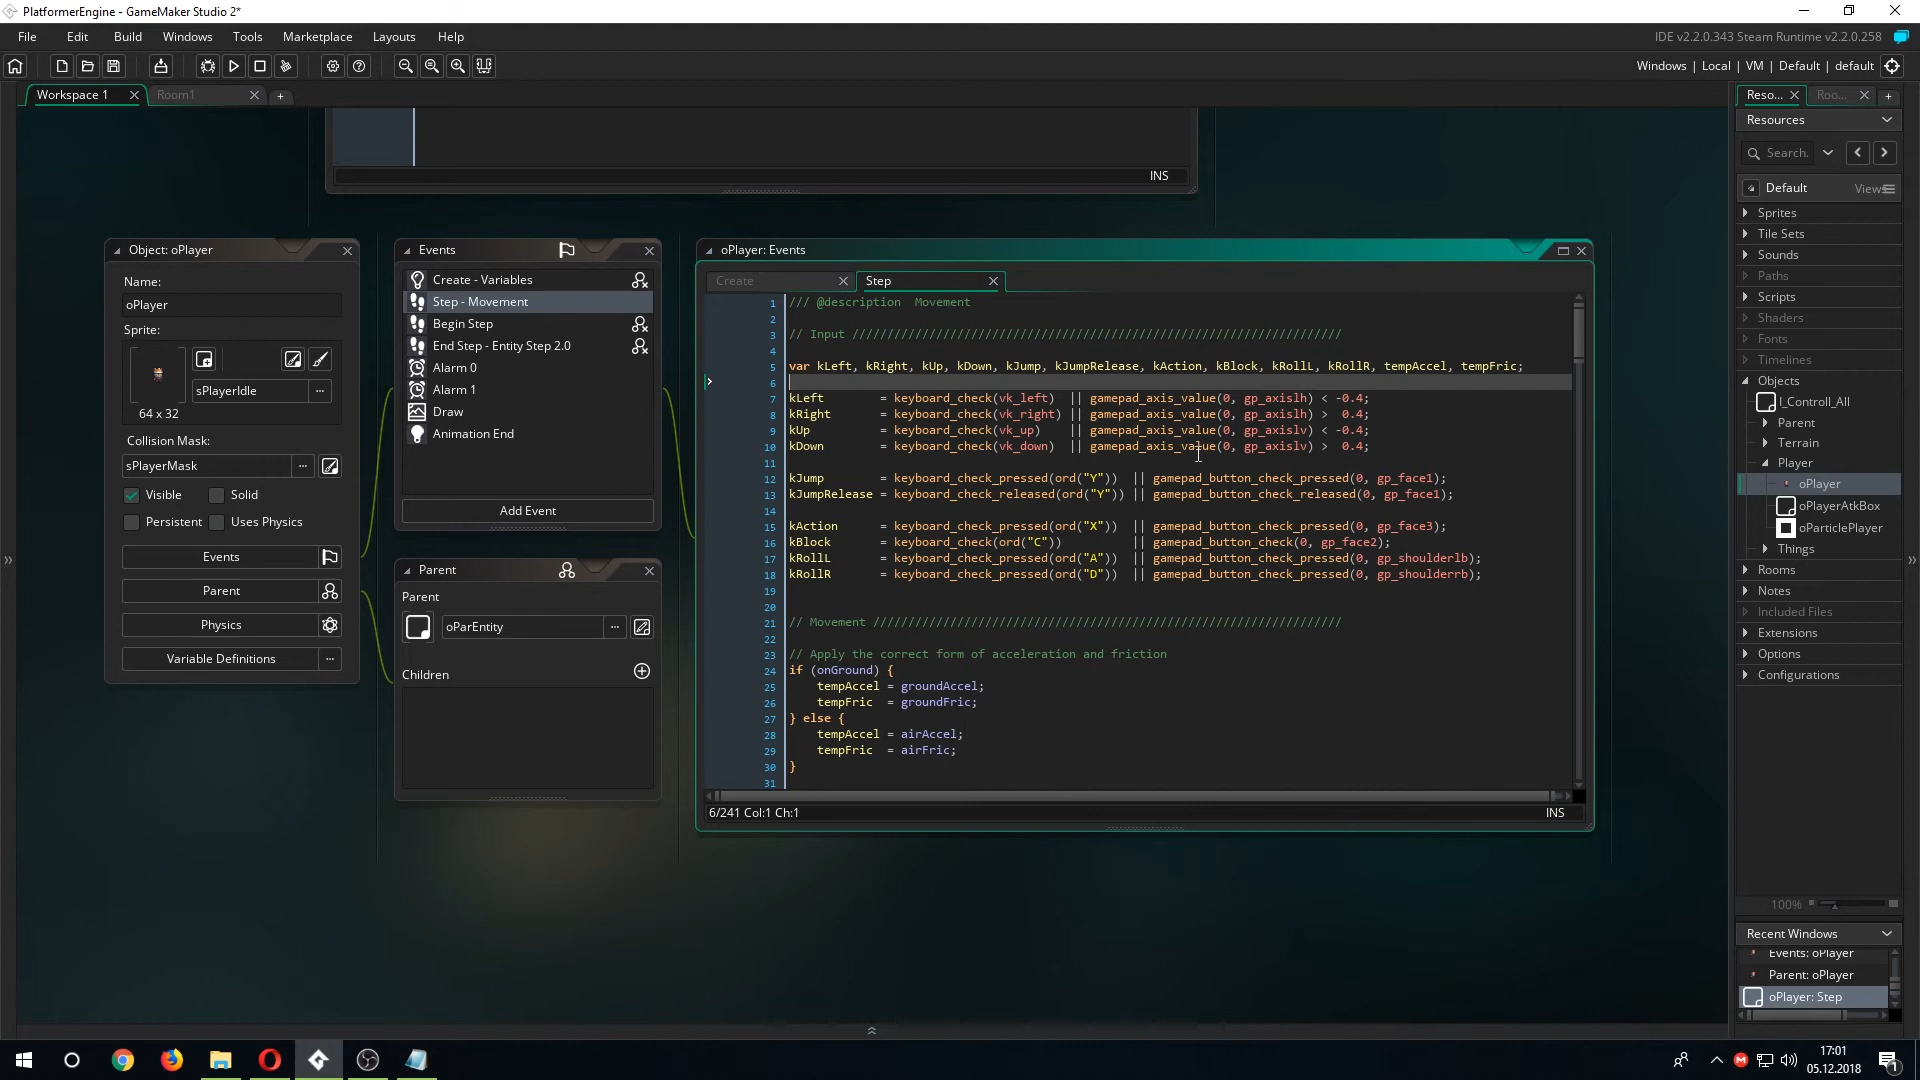 PlatformerEngine - GameMaker Studio 2*
File Edit Build Windows Tools Marketplace Layouts Help
IDE v2.2.0.343 Steam Runtime v2.2.0.258
Windows | Local | VM | Default | default
Workspace 1
Room1
Reso...
Roo...
Resources
Search.
Default
Views
Sprites
Tile Sets
Sounds
Paths
Scripts
Shaders
Fonts
Timelines
Objects
I_Controll_All
Parent
Terrain
Player
oPlayer
oPlayerAtkBox
oParticlePlayer
Things
Rooms
Notes
Included Files
Extensions
Options
Configurations
100%
Recent Windows
Events: oPlayer
Parent: oPlayer
oPlayer: Step
INS
Object: oPlayer
Name:
oPlayer
Sprite:
sPlayerIdle
...
64 x 32
Collision Mask:
sPlayerMask
...
Visible
Solid
Persistent
Uses Physics
Events
Parent
Physics
Variable Definitions
...
Events
Create - Variables
Step - Movement
Begin Step
End Step - Entity Step 2.0
Alarm 0
Alarm 1
Draw
Animation End
Add Event
Parent
Parent
oParEntity
...
Children
oPlayer: Events
Create
Step
1 /// @description  Movement
2
3 // Input //////////////////////////////////////////////////////////////////////
4
5 var kLeft, kRight, kUp, kDown, kJump, kJumpRelease, kAction, kBlock, kRollL, kRollR, tempAccel, tempFric;
6
7 kLeft        = keyboard_check(vk_left)  || gamepad_axis_value(0, gp_axislh) < -0.4;
8 kRight       = keyboard_check(vk_right) || gamepad_axis_value(0, gp_axislh) >  0.4;
9 kUp          = keyboard_check(vk_up)    || gamepad_axis_value(0, gp_axislv) < -0.4;
10 kDown        = keyboard_check(vk_down)  || gamepad_axis_value(0, gp_axislv) >  0.4;
11
12 kJump        = keyboard_check_pressed(ord("Y"))  || gamepad_button_check_pressed(0, gp_face1);
13 kJumpRelease = keyboard_check_released(ord("Y")) || gamepad_button_check_released(0, gp_face1);
14
15 kAction      = keyboard_check_pressed(ord("X"))  || gamepad_button_check_pressed(0, gp_face3);
16 kBlock       = keyboard_check(ord("C"))          || gamepad_button_check(0, gp_face2);
17 kRollL       = keyboard_check_pressed(ord("A"))  || gamepad_button_check_pressed(0, gp_shoulderlb);
18 kRollR       = keyboard_check_pressed(ord("D"))  || gamepad_button_check_pressed(0, gp_shoulderrb);
19
20
21 // Movement ///////////////////////////////////////////////////////////////////
22
23 // Apply the correct form of acceleration and friction
24 if (onGround) {
25     tempAccel = groundAccel;
26     tempFric  = groundFric;
27 } else {
28     tempAccel = airAccel;
29     tempFric  = airFric;
30 }
31
6/241 Col:1 Ch:1
INS
17:01
05.12.2018
1